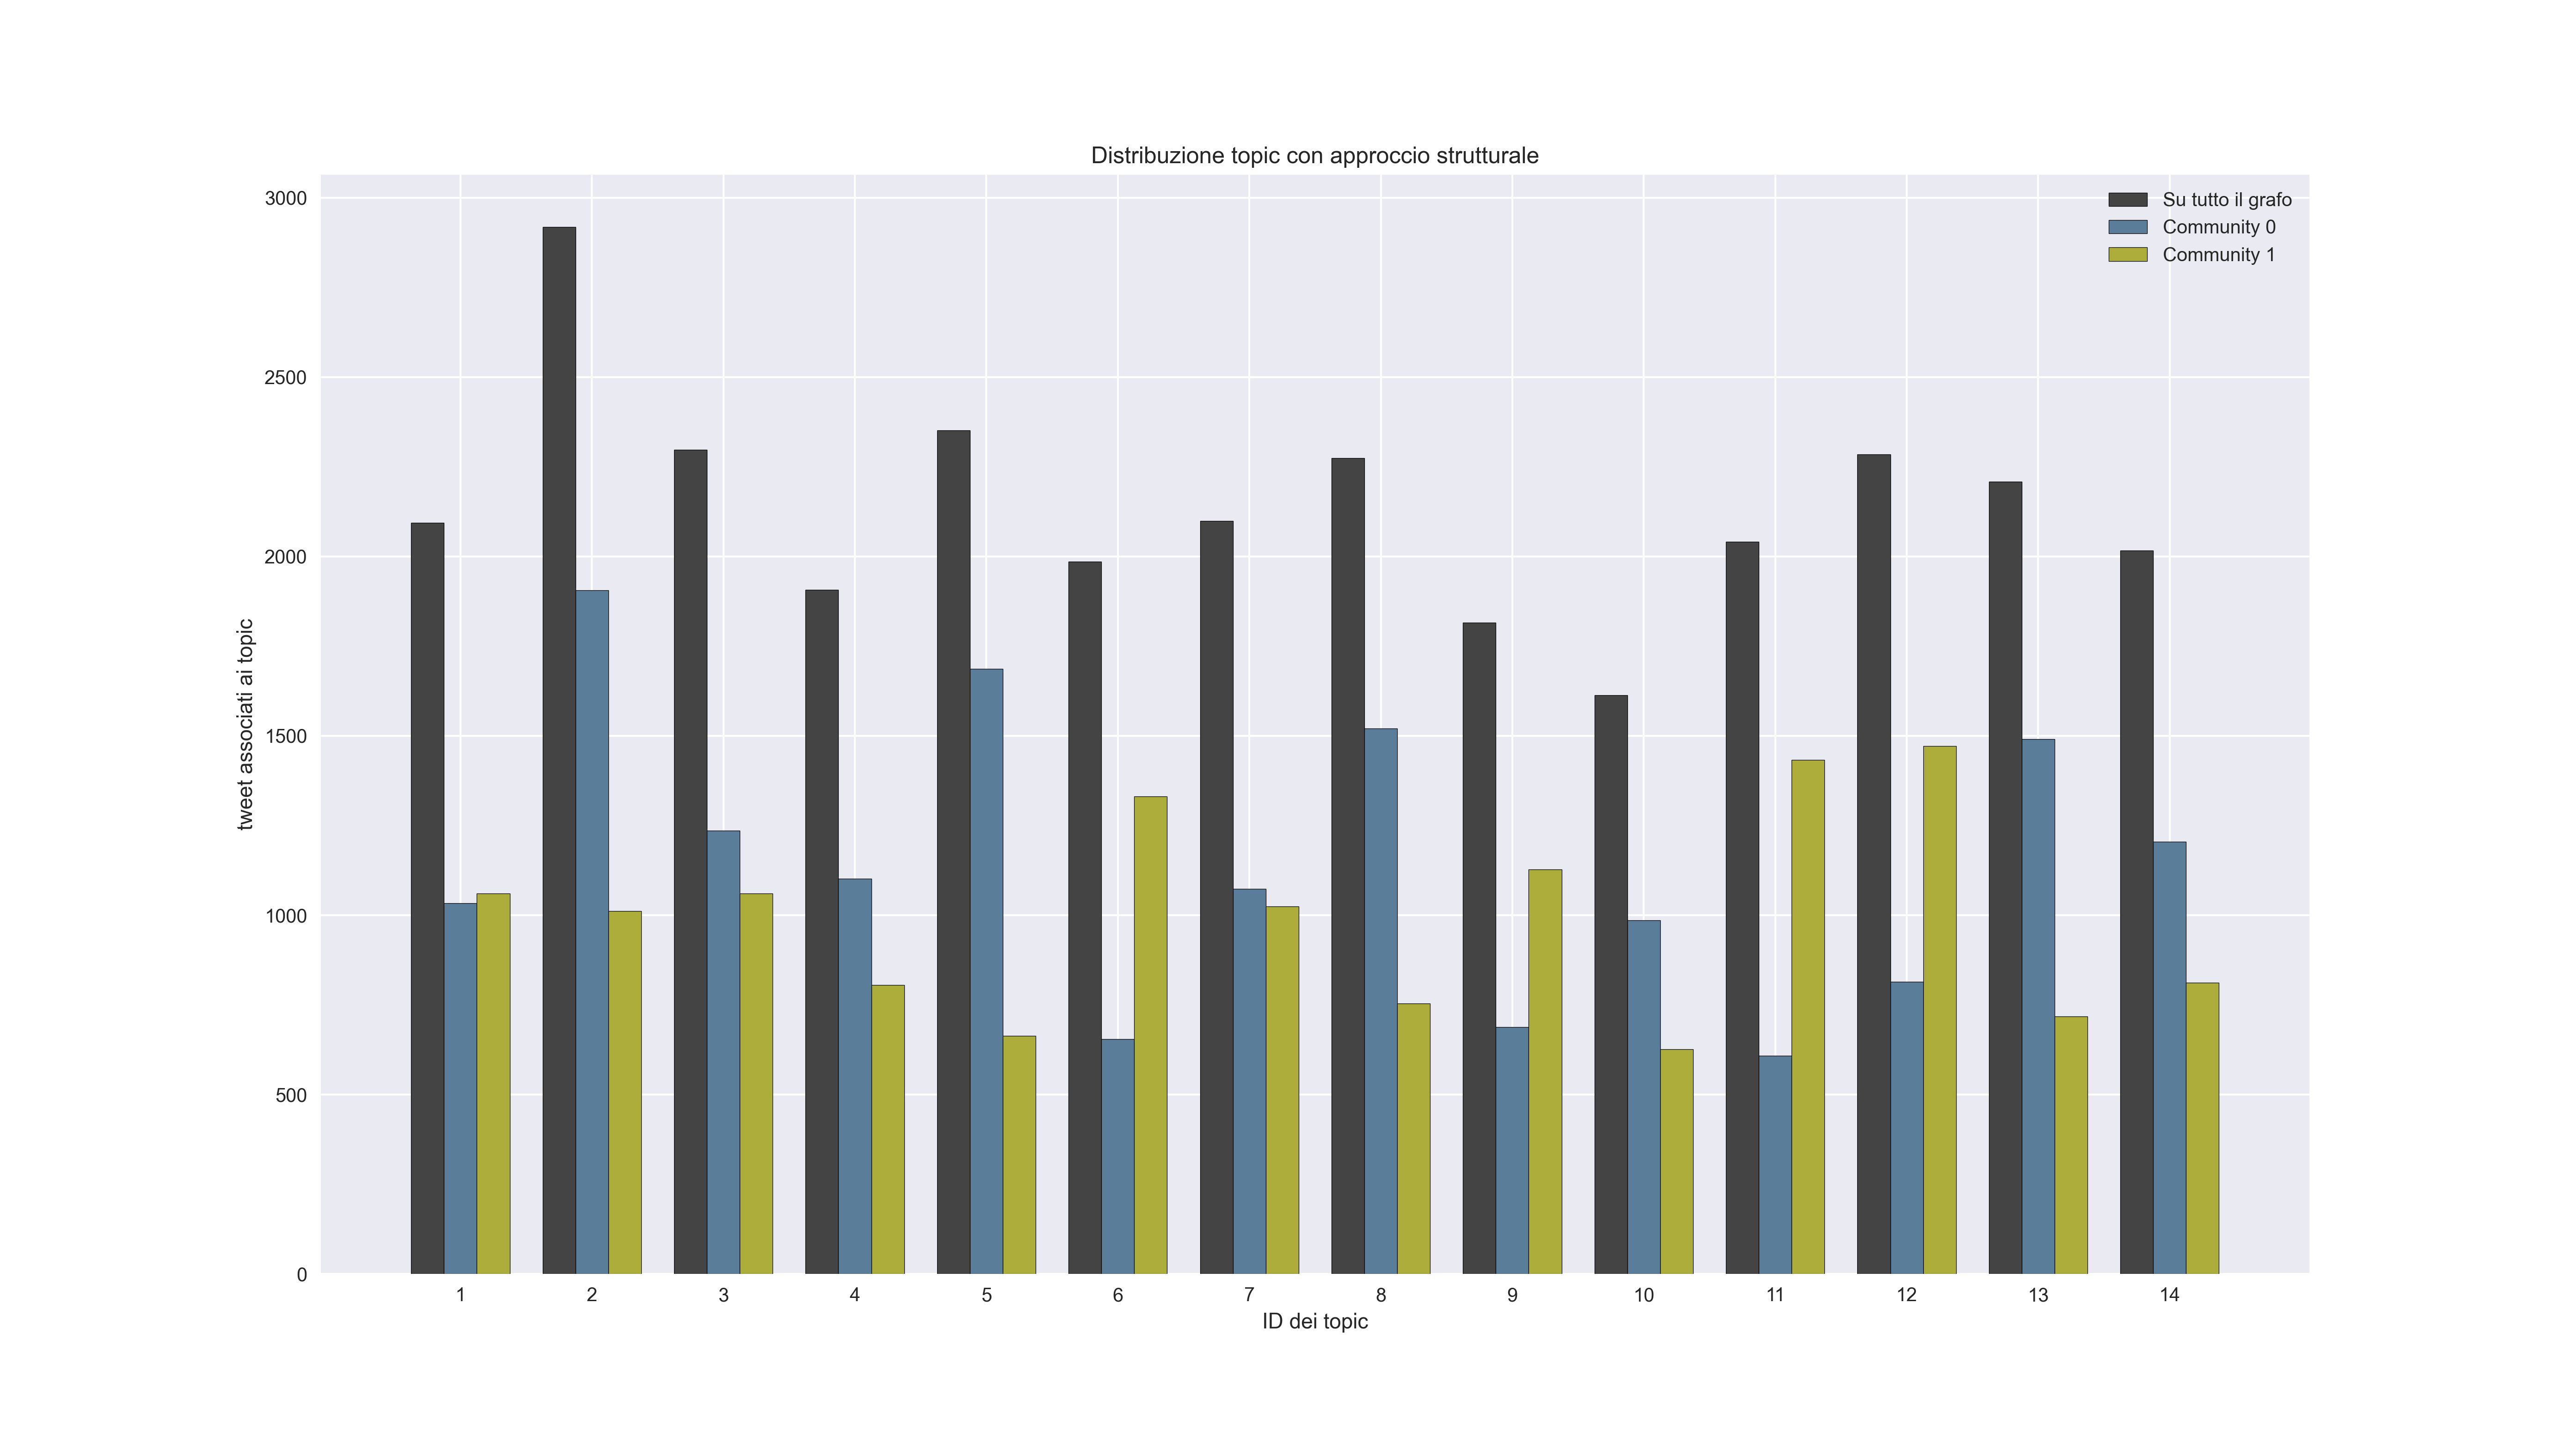 Distribuzione topic con approccio strutturale
Su tutto il grafo
Community 0
Community 1
3000
2500
2000
1500
1000
500
0
tweet associati ai topic
1 2 3 4 5 6 7 8 9 10 11 12 13 14
ID dei topic